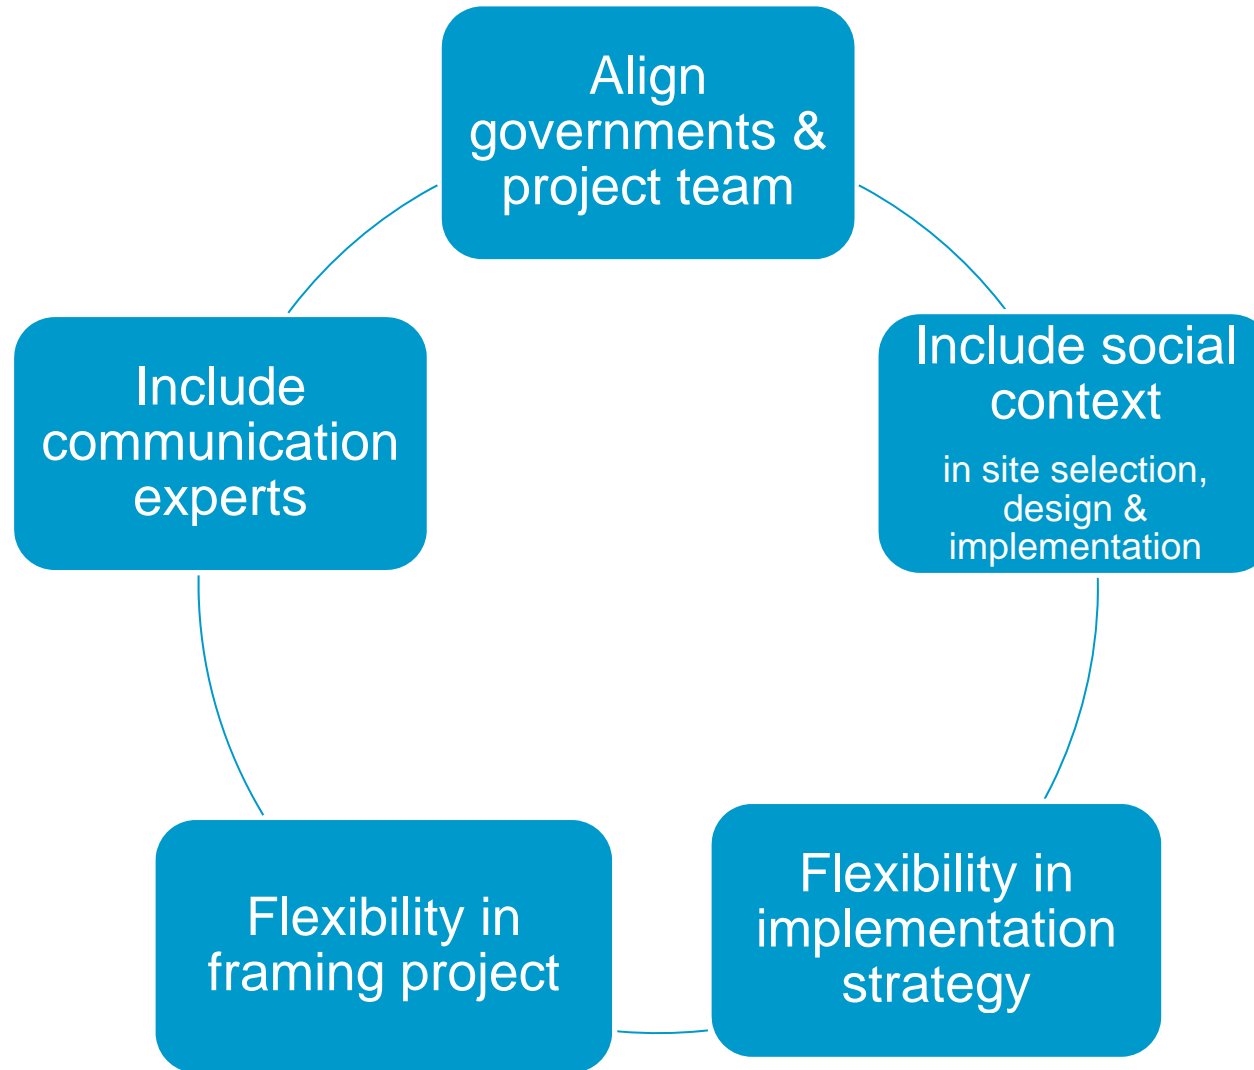 Align
governments &
project team
Include social
context
in site selection,
design &
implementation
Flexibility in
implementation
strategy
Flexibility in
framing project
Include
communication
experts